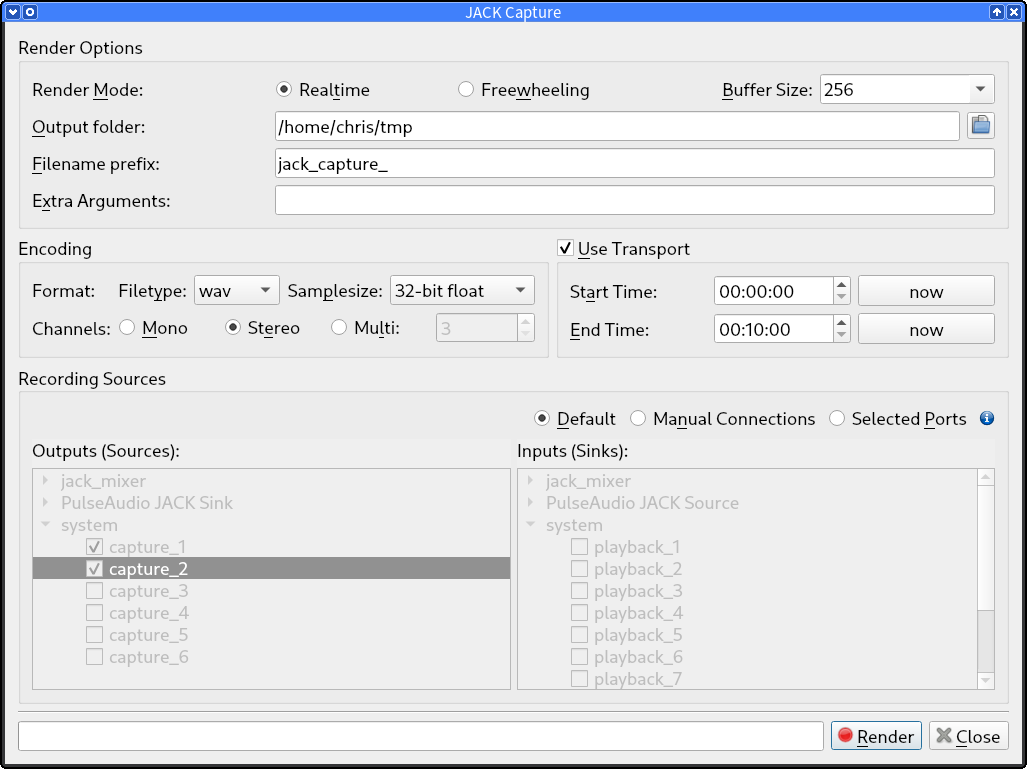 JACK Capture
Render Options
Render Mode: Realtime Freewheeling Buffer Size: 256
Output folder: /home/chris/tmp
Filename prefix: jack_capture_
Extra Arguments:
Encoding
Format: Filetype: wav Samplesize: 32-bit float
Channels: Mono Stereo Multi: 3
Use Transport
Start Time: 00:00:00 now
End Time: 00:10:00 now
Recording Sources
Default Manual Connections Selected Ports
Outputs (Sources):
jack_mixer
PulseAudio JACK Sink
system
capture_1
capture_2
capture_3
capture_4
capture_5
capture_6
Inputs (Sinks):
jack_mixer
PulseAudio JACK Source
system
playback_1
playback_2
playback_3
playback_4
playback_5
playback_6
playback_7
Render Close